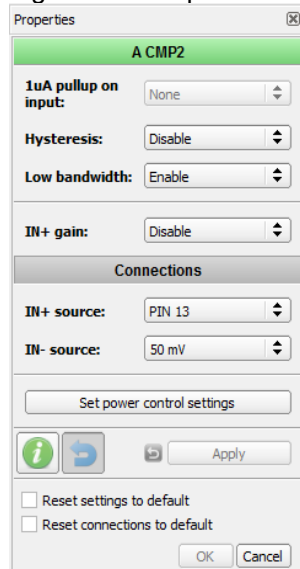 Properties
A CMP2
1uA pullup on
input:
None
Hysteresis:
Disable
Low bandwidth:
Enable
IN+ gain:
Disable
Connections
IN+ source:
PIN 13
IN- source:
50 mV
Set power control settings
Apply
Reset settings to default
Reset connections to default
OK
Cancel